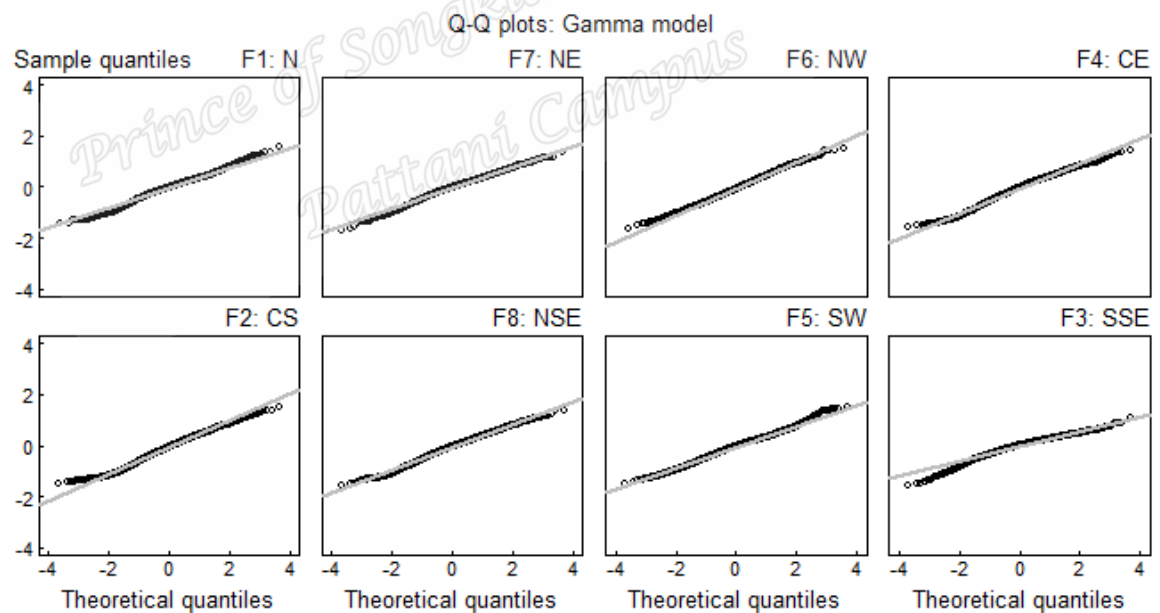 Q-Q plots: Gamma model
Sample quantiles F1: N F7: NE F6: NW F4: CE
4
2
0
-2
-4
F2: CS F8: NSE F5: SW F3: SSE
4
2
0
-2
-4
-4 -2 0 2 4 -4 -2 0 2 4 -4 -2 0 2 4 -4 -2 0 2 4
Theoretical quantiles Theoretical quantiles Theoretical quantiles Theoretical quantiles
Prince of Songkla
Pattani Campus